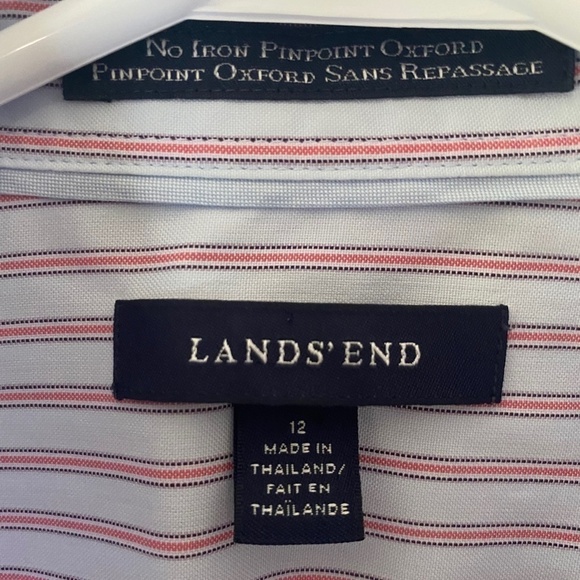 No Iron Pinpoint Oxford
Pinpoint Oxford Sans Repassage
LANDS' END
12
MADE IN
THAILAND/
FAIT EN
THAÏLANDE